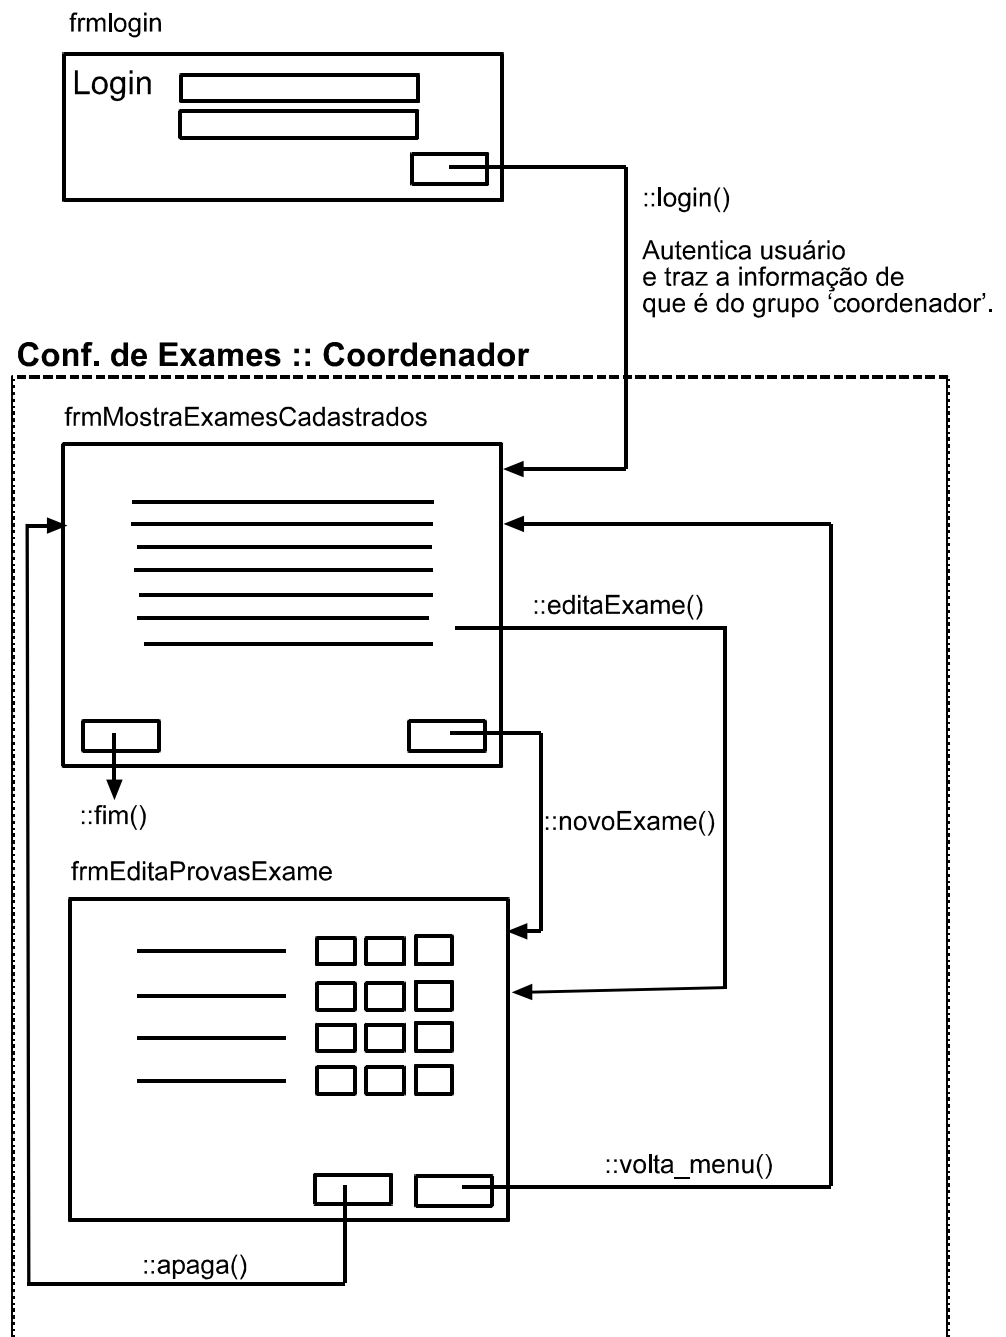 frmlogin
Login
::login()
Autentica usuário
e traz a informação de
que é do grupo ‘coordenador’.
Conf. de Exames :: Coordenador
frmMostraExamesCadastrados
::editaExame()
::fim()
::novoExame()
frmEditaProvasExame
::volta_menu()
::apaga()